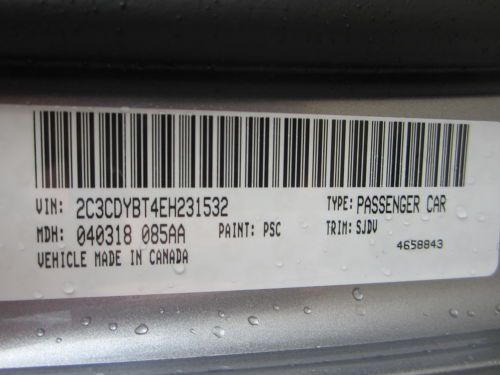 VIN: 2C3CDYBT4EH231532 TYPE: PASSENGER CAR
MDH: 040318 085AA PAINT: PSC TRIM: SJDV
VEHICLE MADE IN CANADA 4658843